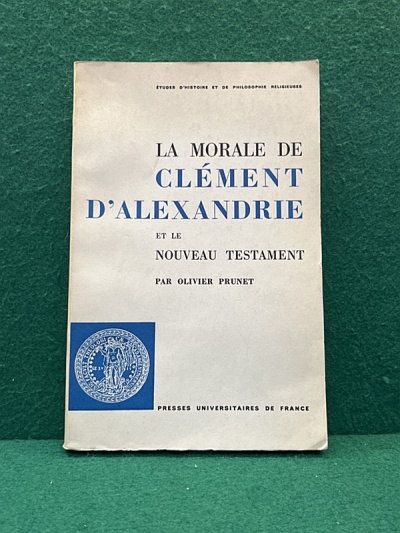 ÉTUDES D'HISTOIRE ET DE PHILOSOPHIE RELIGIEUSES
LA MORALE DE
CLÉMENT
D'ALEXANDRIE
ET LE
NOUVEAU TESTAMENT
PAR OLIVIER PRUNET
PRESSES UNIVERSITAIRES DE FRANCE